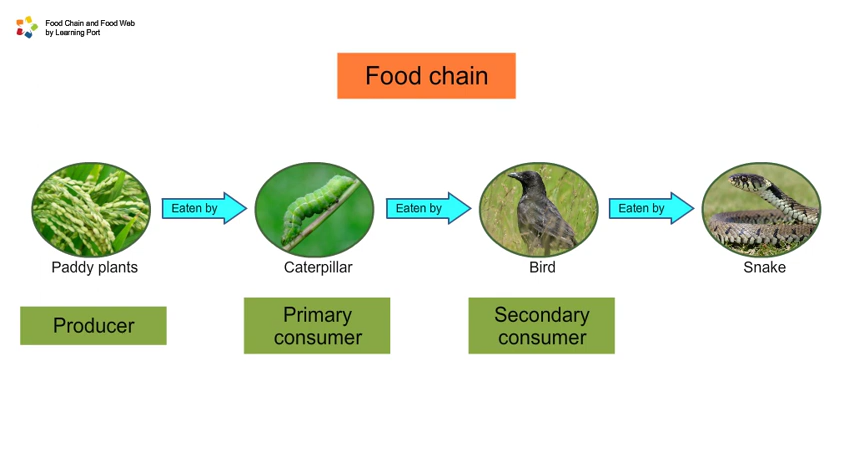 Food Chain and Food Web
by Learning Port
Food chain
Eaten by
Eaten by
Eaten by
Paddy plants
Caterpillar
Bird
Snake
Producer
Primary
consumer
Secondary
consumer